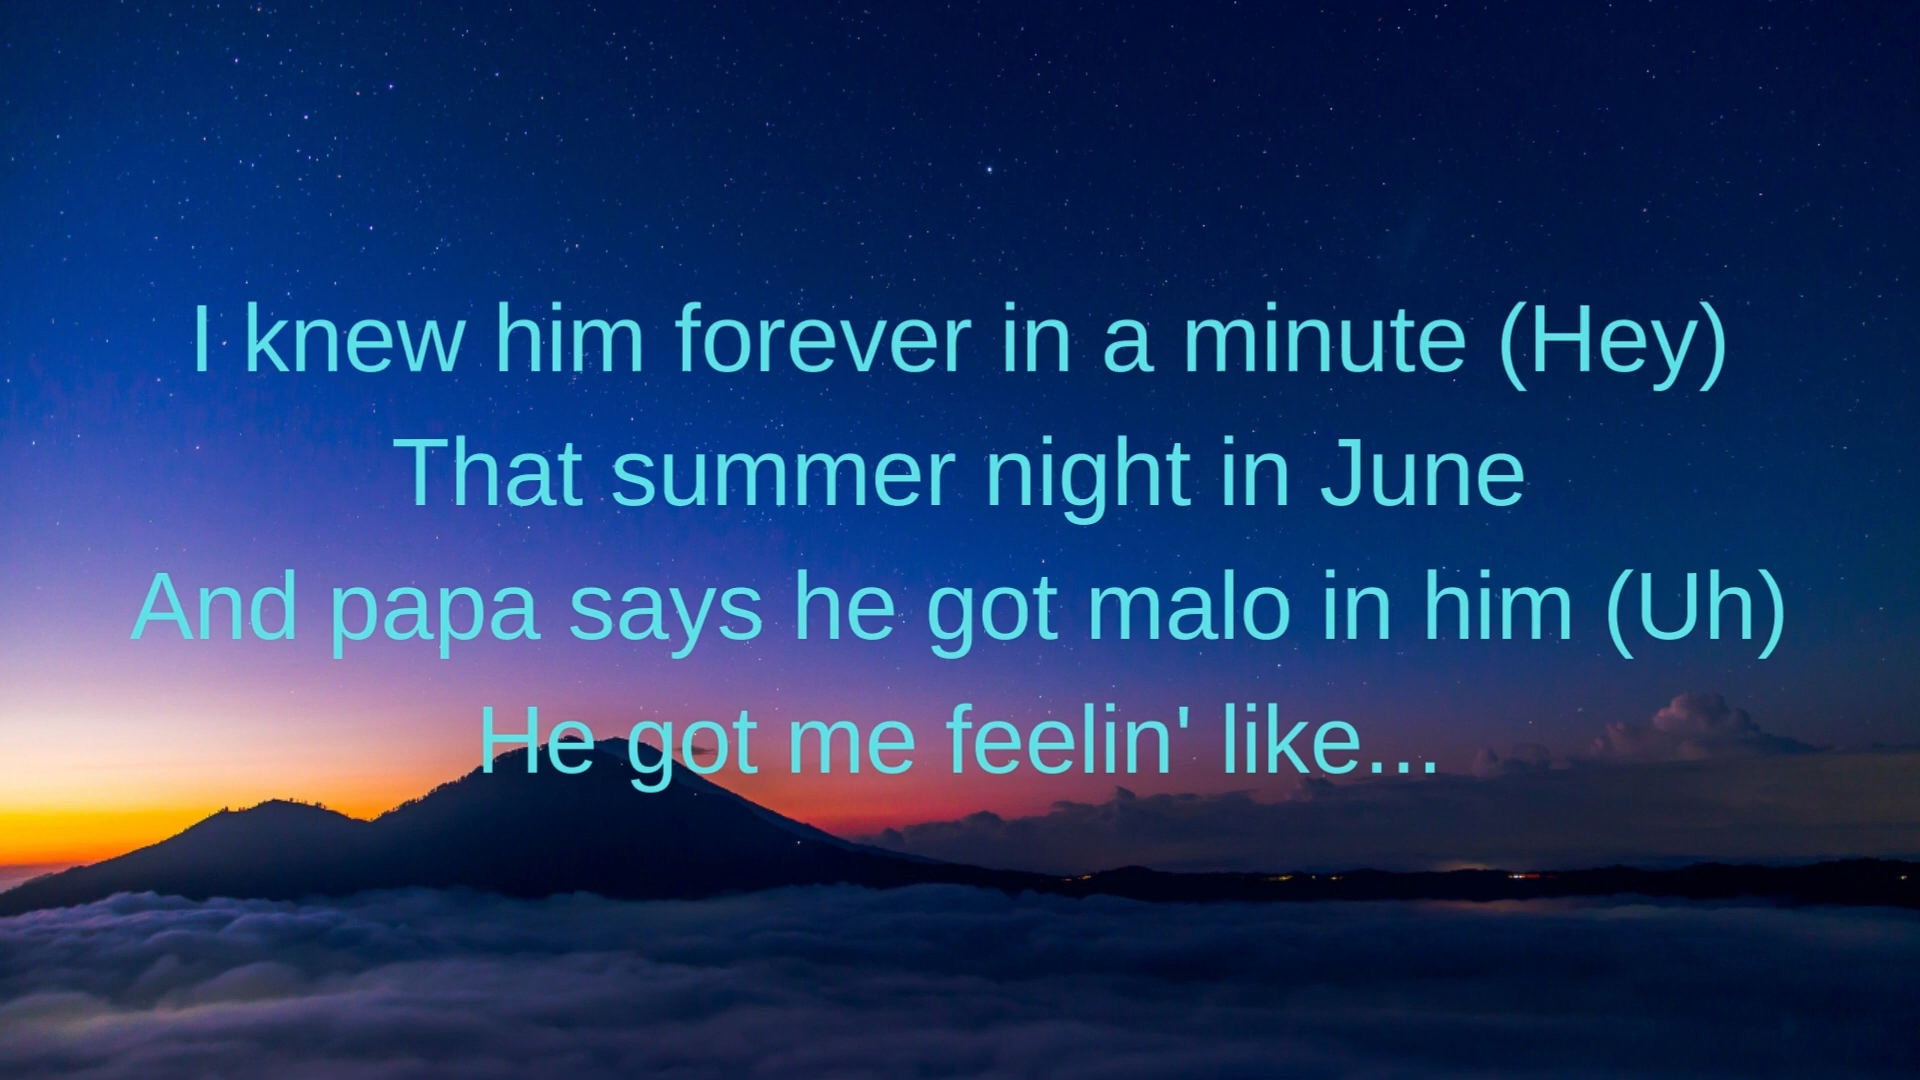 I knew him forever in a minute (Hey)
That summer night in June
And papa says he got malo in him (Uh)
He got me feelin' like...